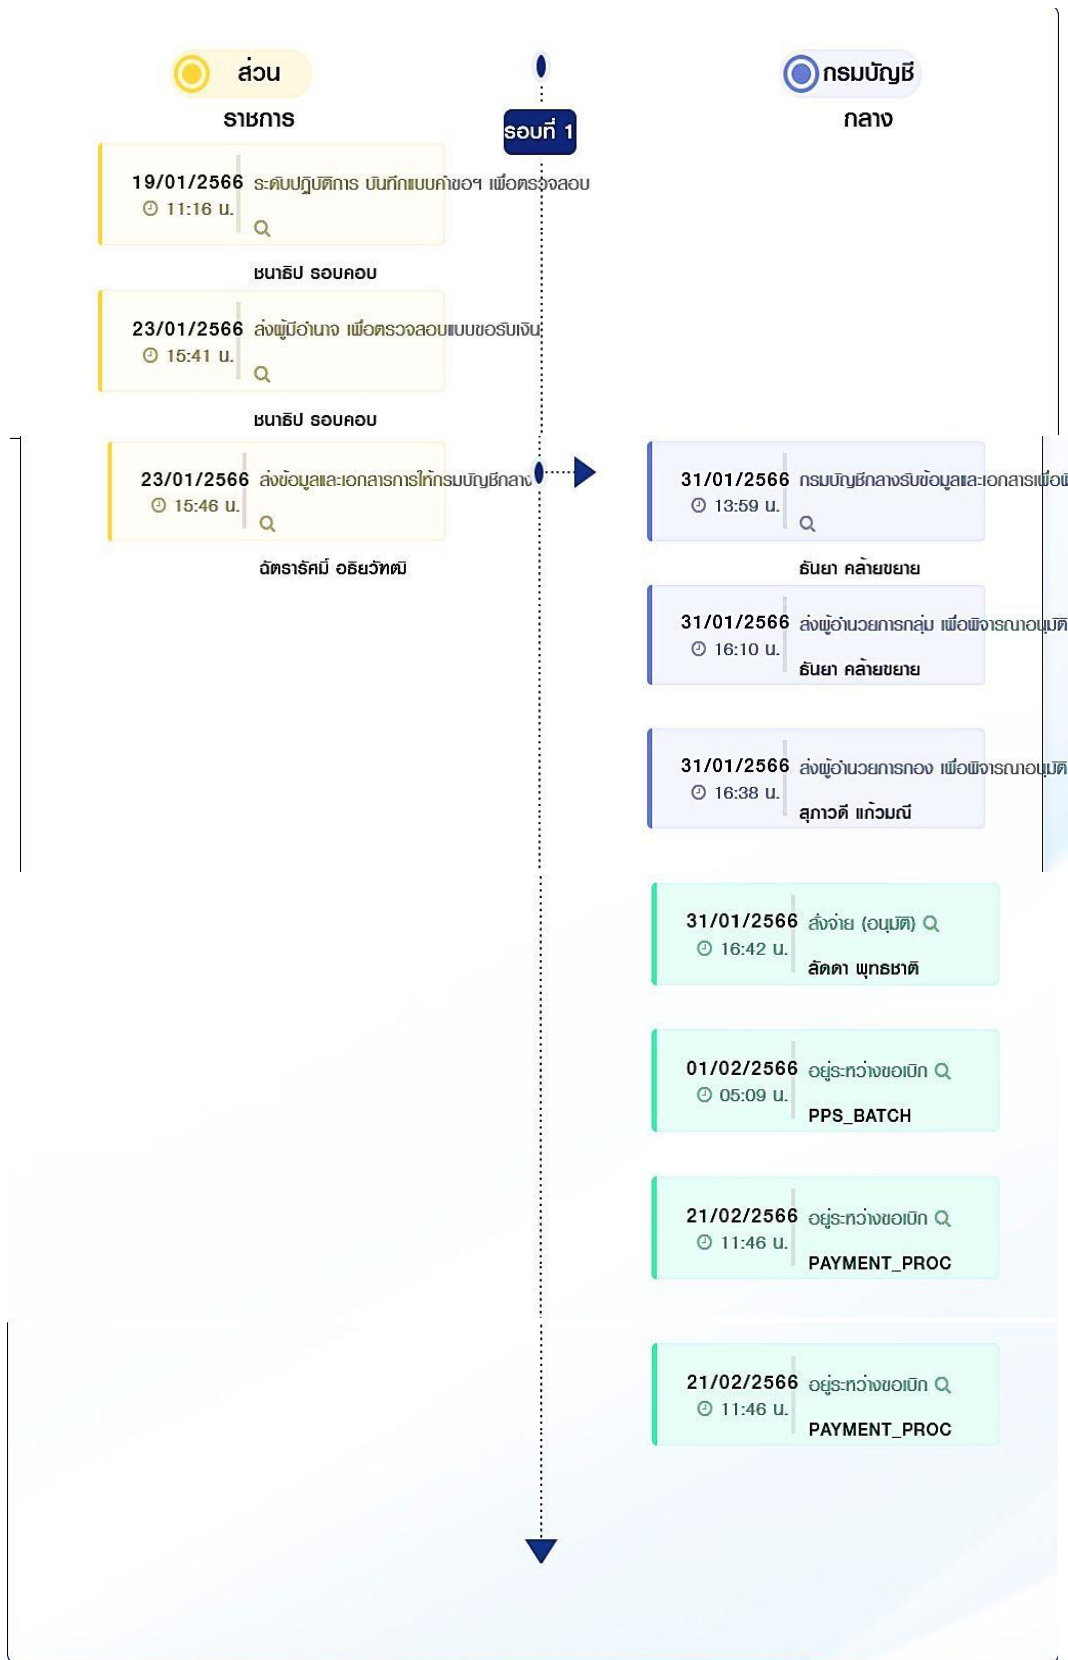 ส่วน
ราชการ
กรมบัญชี
กลาง
รอบที่ 1
19/01/2566 ระดับปฏิบัติการ บันทึกแบบคำขอฯ เพื่อตรวจสอบ
11:16 น.
ชนาธิป รอบคอบ
23/01/2566 ส่งผู้มีอำนาจ เพื่อตรวจสอบแบบขอรับเงิน
15:41 น.
ชนาธิป รอบคอบ
23/01/2566 ส่งข้อมูลและเอกสารการให้กรมบัญชีกลาง
15:46 น.
ฉัตรารัศมิ์ อธิยวัฑฒิ
31/01/2566 กรมบัญชีกลางรับข้อมูลและเอกสารเพื่อ
13:59 น.
ธันยา คล้ายขยาย
31/01/2566 ส่งผู้อำนวยการกลุ่ม เพื่อพิจารณาอนุมัติ
16:10 น.
ธันยา คล้ายขยาย
31/01/2566 ส่งผู้อำนวยการกอง เพื่อพิจารณาอนุมัติ
16:38 น.
สุภาวดี แก้วมณี
31/01/2566 สั่งจ่าย (อนุมัติ)
16:42 น.
ลัดดา พุทธชาติ
01/02/2566 อยู่ระหว่างขอเบิก
05:09 น.
PPS_BATCH
21/02/2566 อยู่ระหว่างขอเบิก
11:46 น.
PAYMENT_PROC
21/02/2566 อยู่ระหว่างขอเบิก
11:46 น.
PAYMENT_PROC